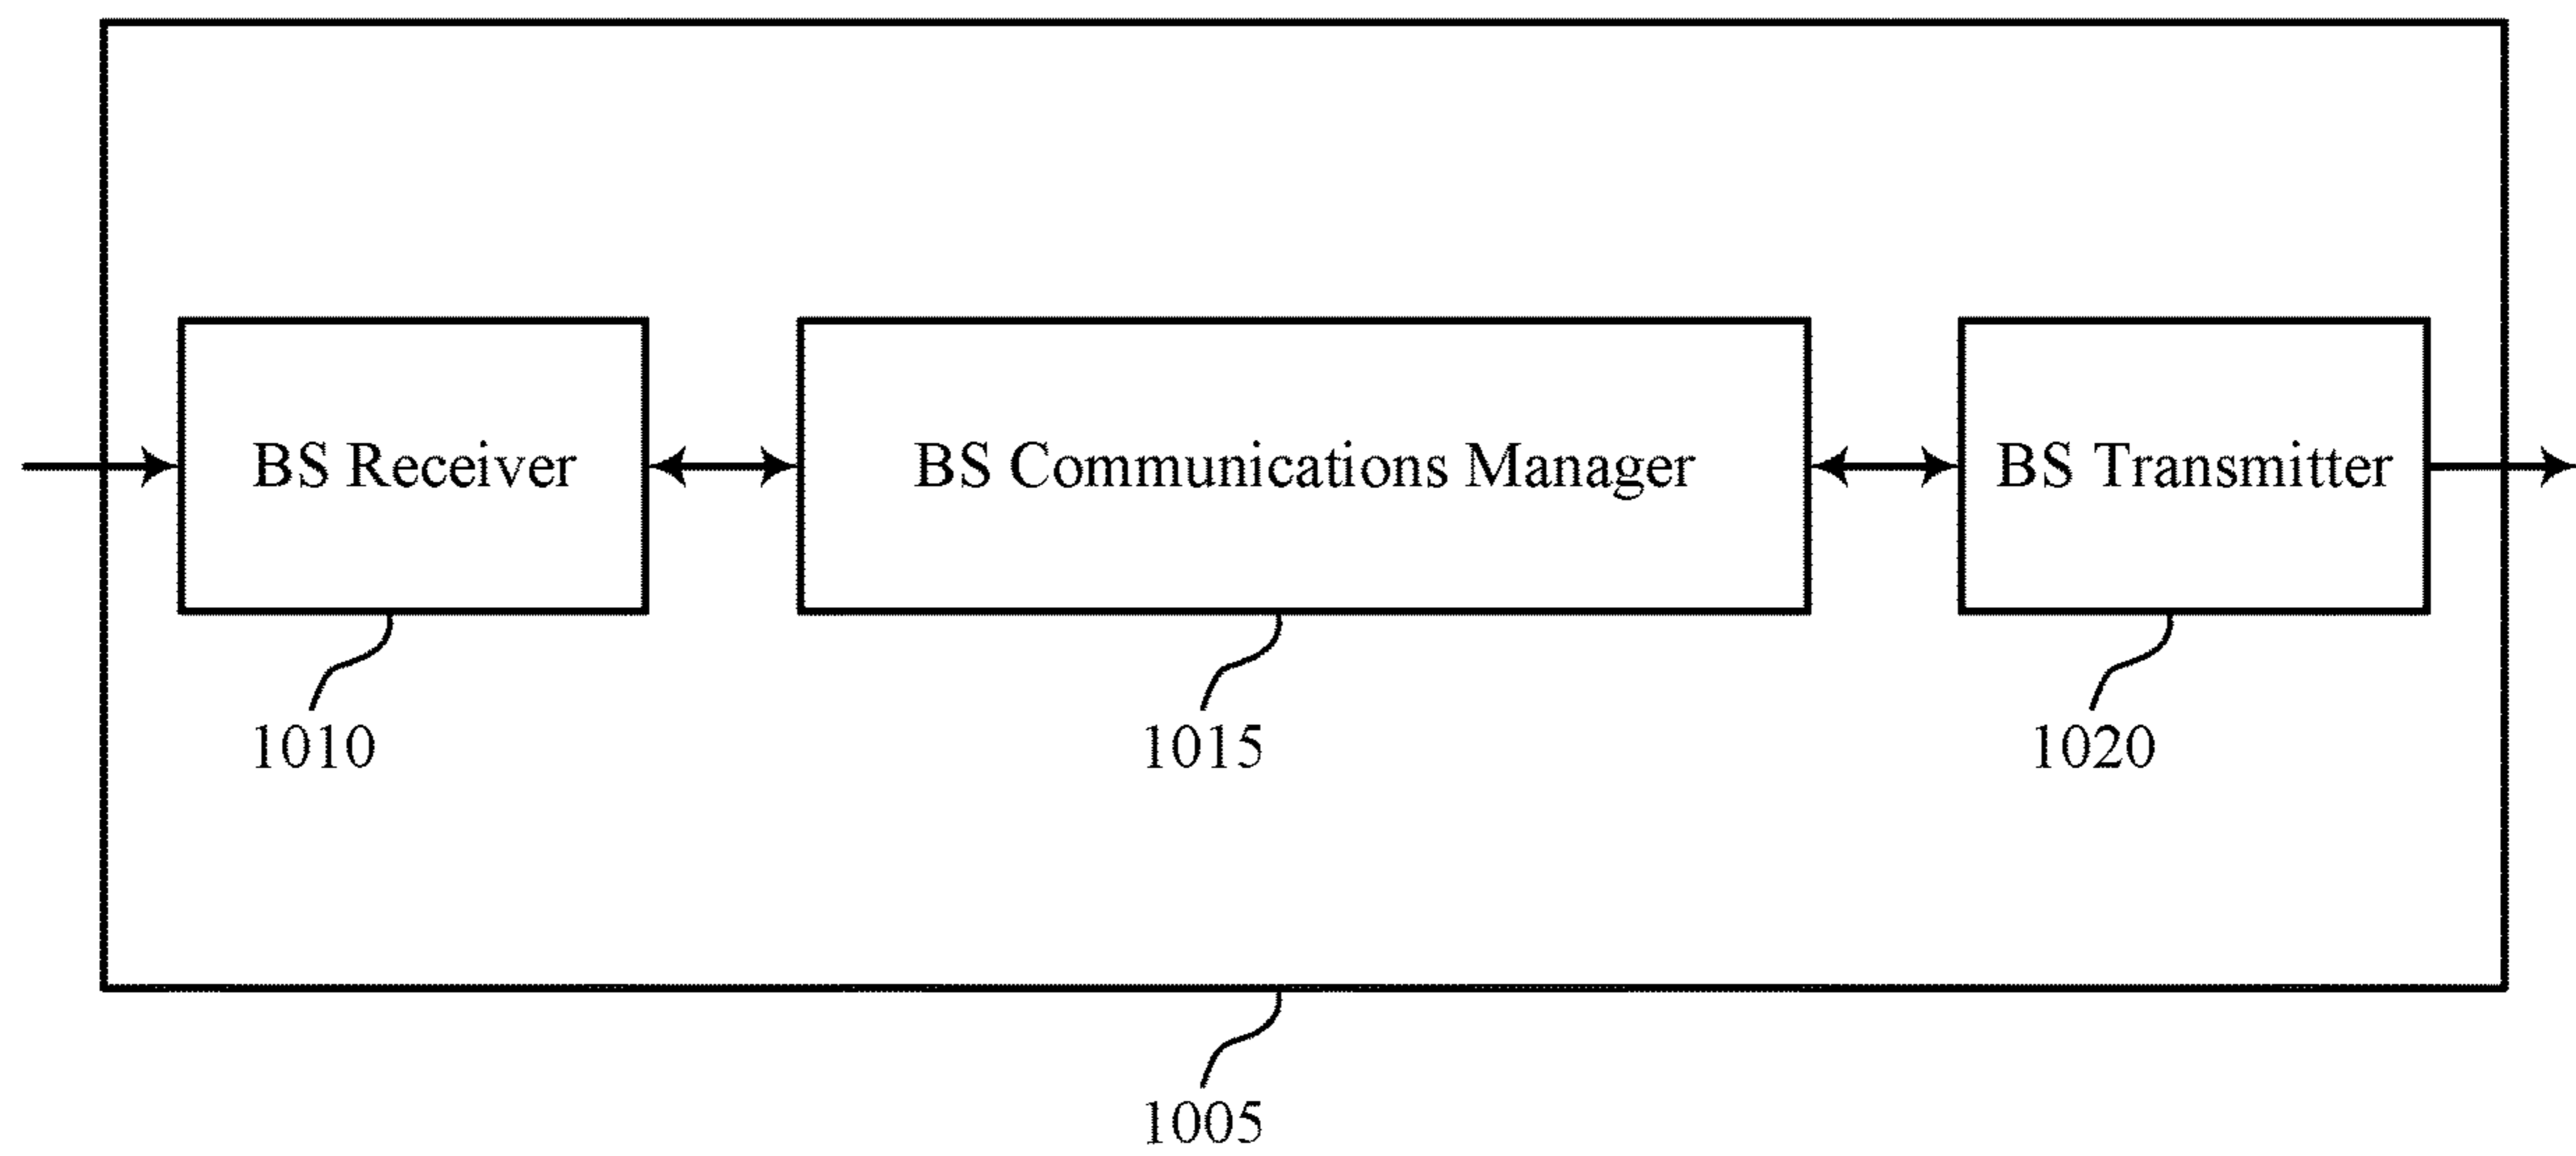 BS Receiver
BS Communications Manager
BS Transmitter
1010
1015
1020
1005